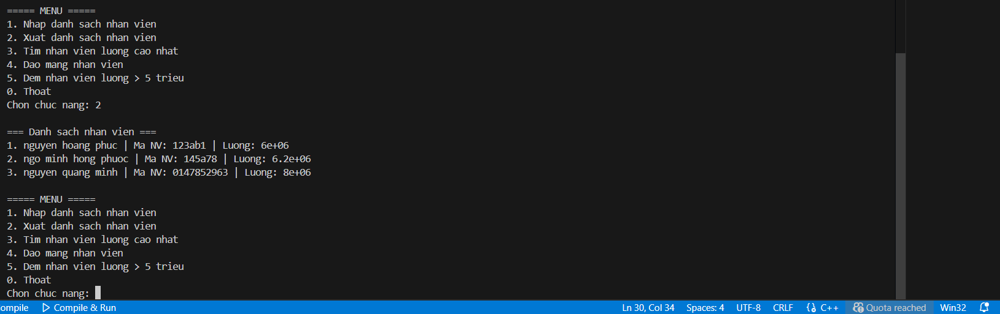 ===== MENU =====
1. Nhap danh sach nhan vien
2. Xuat danh sach nhan vien
3. Tim nhan vien luong cao nhat
4. Dao mang nhan vien
5. Dem nhan vien luong > 5 trieu
0. Thoat
Chon chuc nang: 2
=== Danh sach nhan vien ===
1. nguyen hoang phuc | Ma NV: 123ab1 | Luong: 6e+06
2. ngo minh hong phuoc | Ma NV: 145a78 | Luong: 6.2e+06
3. nguyen quang minh | Ma NV: 0147852963 | Luong: 8e+06
===== MENU =====
1. Nhap danh sach nhan vien
2. Xuat danh sach nhan vien
3. Tim nhan vien luong cao nhat
4. Dao mang nhan vien
5. Dem nhan vien luong > 5 trieu
0. Thoat
Chon chuc nang:
ompile Compile & Run Ln 30, Col 34 Spaces: 4 UTF-8 CRLF C++ Quota reached Win32